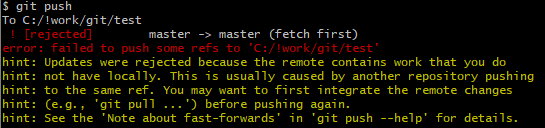 $ git push
To C:/!work/git/test
 ! [rejected]        master -> master (fetch first)
error: failed to push some refs to 'C:/!work/git/test'
hint: Updates were rejected because the remote contains work that you do
hint: not have locally. This is usually caused by another repository pushing
hint: to the same ref. You may want to first integrate the remote changes
hint: (e.g., 'git pull ...') before pushing again.
hint: See the 'Note about fast-forwards' in 'git push --help' for details.